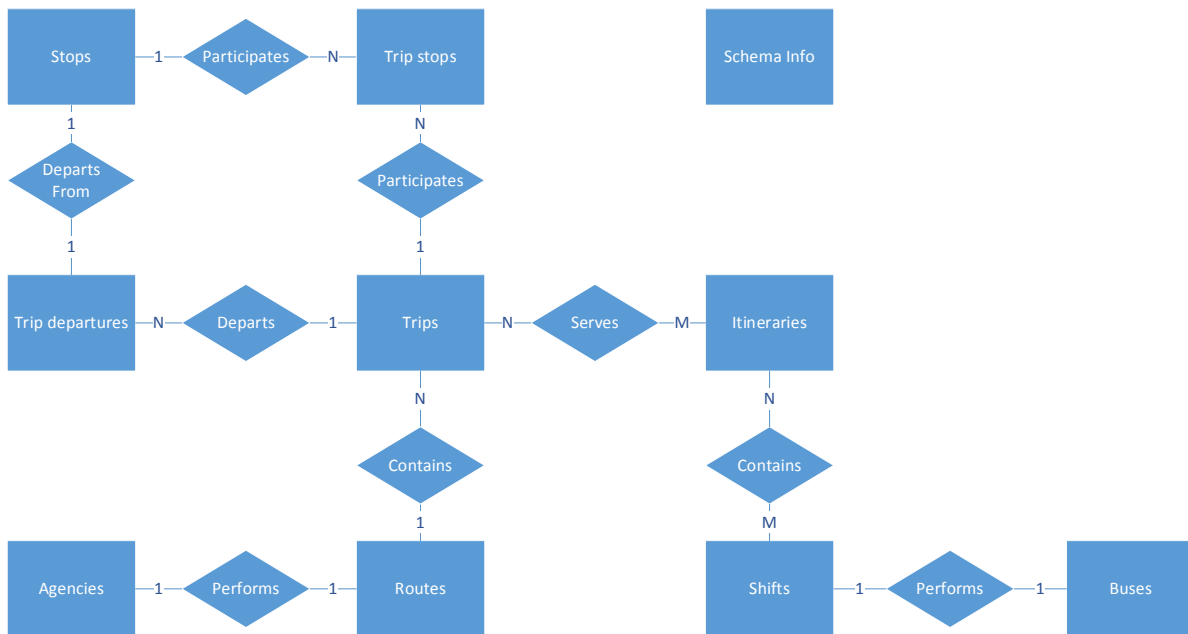 Stops
1
Participates
N
Trip stops
Schema Info
1
N
Departs
From
Participates
1
1
Trip departures
N
Departs
1
Trips
N
Serves
M
Itineraries
N
N
Contains
Contains
1
M
Agencies
1
Performs
1
Routes
Shifts
1
Performs
1
Buses